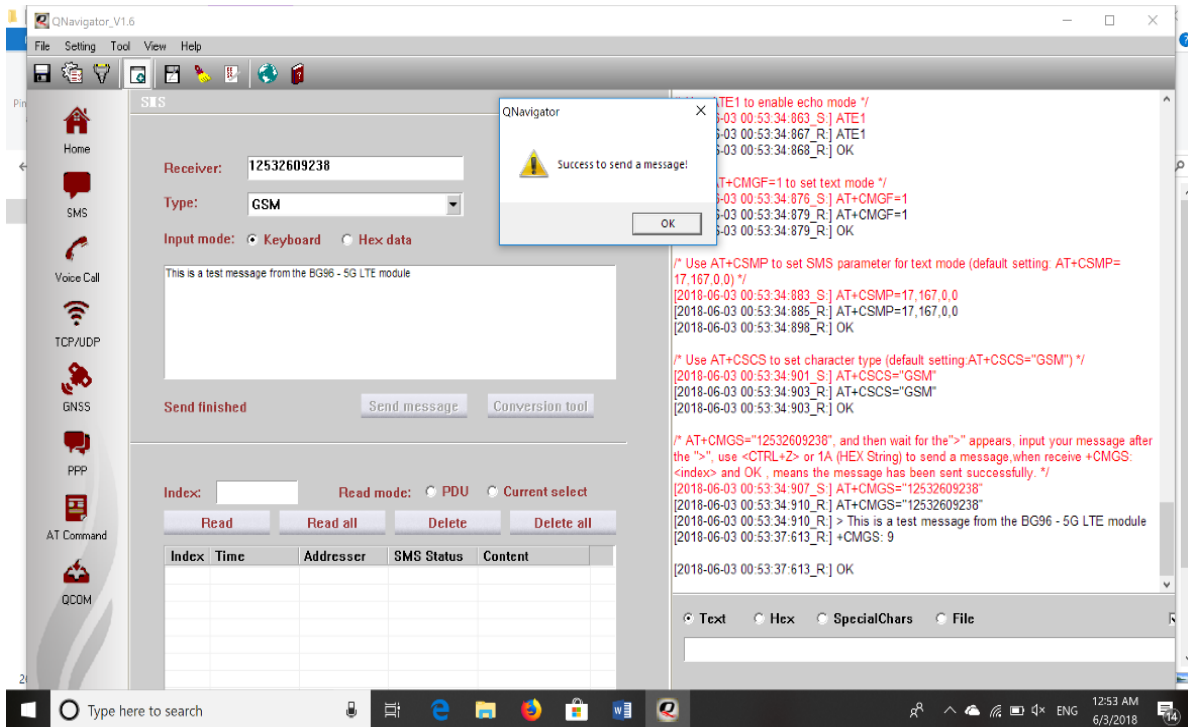 QNavigator_V1.6
File Setting Tool View Help
Pin
SMS
Home
SMS
Voice Call
TCP/UDP
GNSS
PPP
AT Command
QCOM
Receiver: 12532609238
Type: GSM
Input mode: Keyboard Hex data
This is a test message from the BG96 - 5G LTE module
Send finished Send message Conversion tool
Index: Read mode: PDU Current select
Read Read all Delete Delete all
Index Time Addresser SMS Status Content
QNavigator
Success to send a message!
OK
ATE1 to enable echo mode */
-03 00:53:34:863_S:] ATE1
-03 00:53:34:867_R:] ATE1
-03 00:53:34:868_R:] OK
AT+CMGF=1 to set text mode */
-03 00:53:34:876_S:] AT+CMGF=1
-03 00:53:34:879_R:] AT+CMGF=1
-03 00:53:34:879_R:] OK
/* Use AT+CSMP to set SMS parameter for text mode (default setting: AT+CSMP=
17,167,0,0) */
[2018-06-03 00:53:34:883_S:] AT+CSMP=17,167,0,0
[2018-06-03 00:53:34:885_R:] AT+CSMP=17,167,0,0
[2018-06-03 00:53:34:898_R:] OK
/* Use AT+CSCS to set character type (default setting:AT+CSCS="GSM") */
[2018-06-03 00:53:34:901_S:] AT+CSCS="GSM"
[2018-06-03 00:53:34:903_R:] AT+CSCS="GSM"
[2018-06-03 00:53:34:903_R:] OK
/* AT+CMGS="12532609238", and then wait for the">" appears, input your message after
the ">", use <CTRL+Z> or 1A (HEX String) to send a message,when receive +CMGS:
<index> and OK , means the message has been sent successfully. */
[2018-06-03 00:53:34:907_S:] AT+CMGS="12532609238"
[2018-06-03 00:53:34:910_R:] AT+CMGS="12532609238"
[2018-06-03 00:53:34:910_R:] > This is a test message from the BG96 - 5G LTE module
[2018-06-03 00:53:37:613_R:] +CMGS: 9
[2018-06-03 00:53:37:613_R:] OK
Text Hex SpecialChars File
Type here to search
ENG
12:53 AM
6/3/2018
14